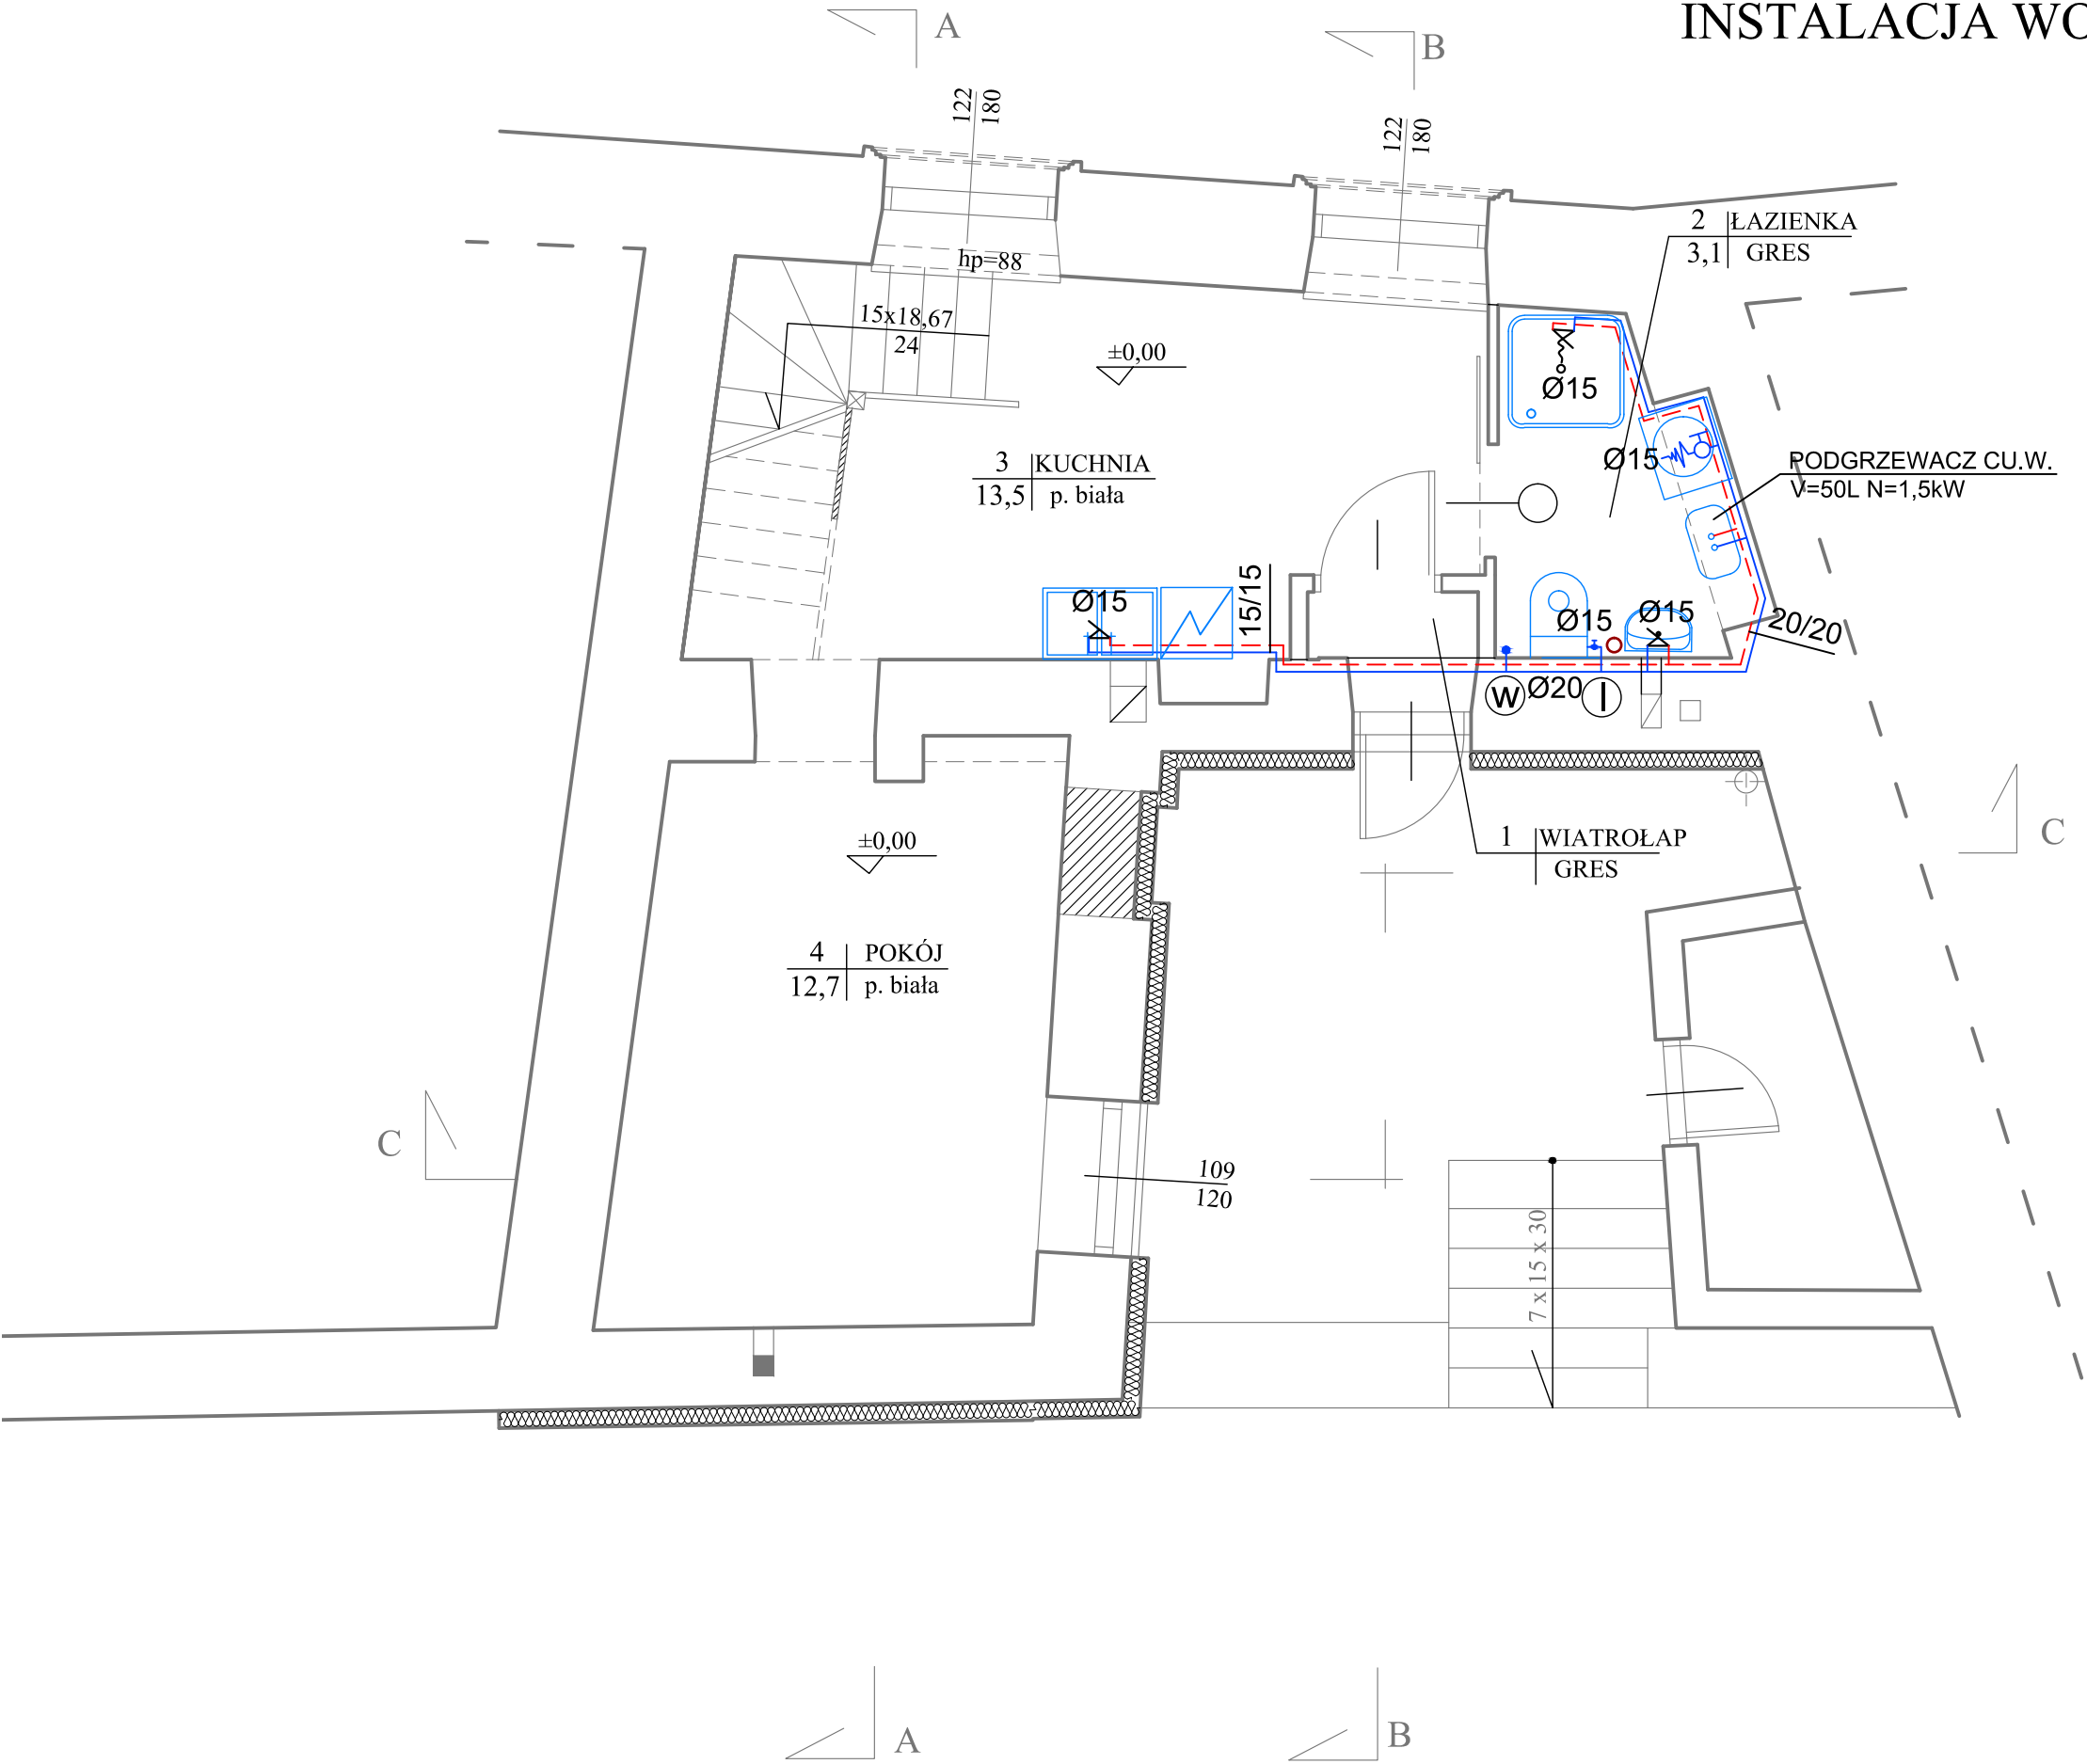 INSTALACJA WO
A
B
122
180
122
180
2 ŁAZIENKA
3,1 GRES
hp=88
15x18,67
24
±0,00
Ø15
3 KUCHNIA
13,5 p. biała
Ø15
PODGRZEWACZ CU.W.
V=50L N=1,5kW
15/15
Ø15
Ø15
Ø15
20/20
W
Ø20
I
±0,00
1 WIATROŁAP
GRES
C
4 POKÓJ
12,7 p. biała
C
109
120
7 x 15 x 30
A
B